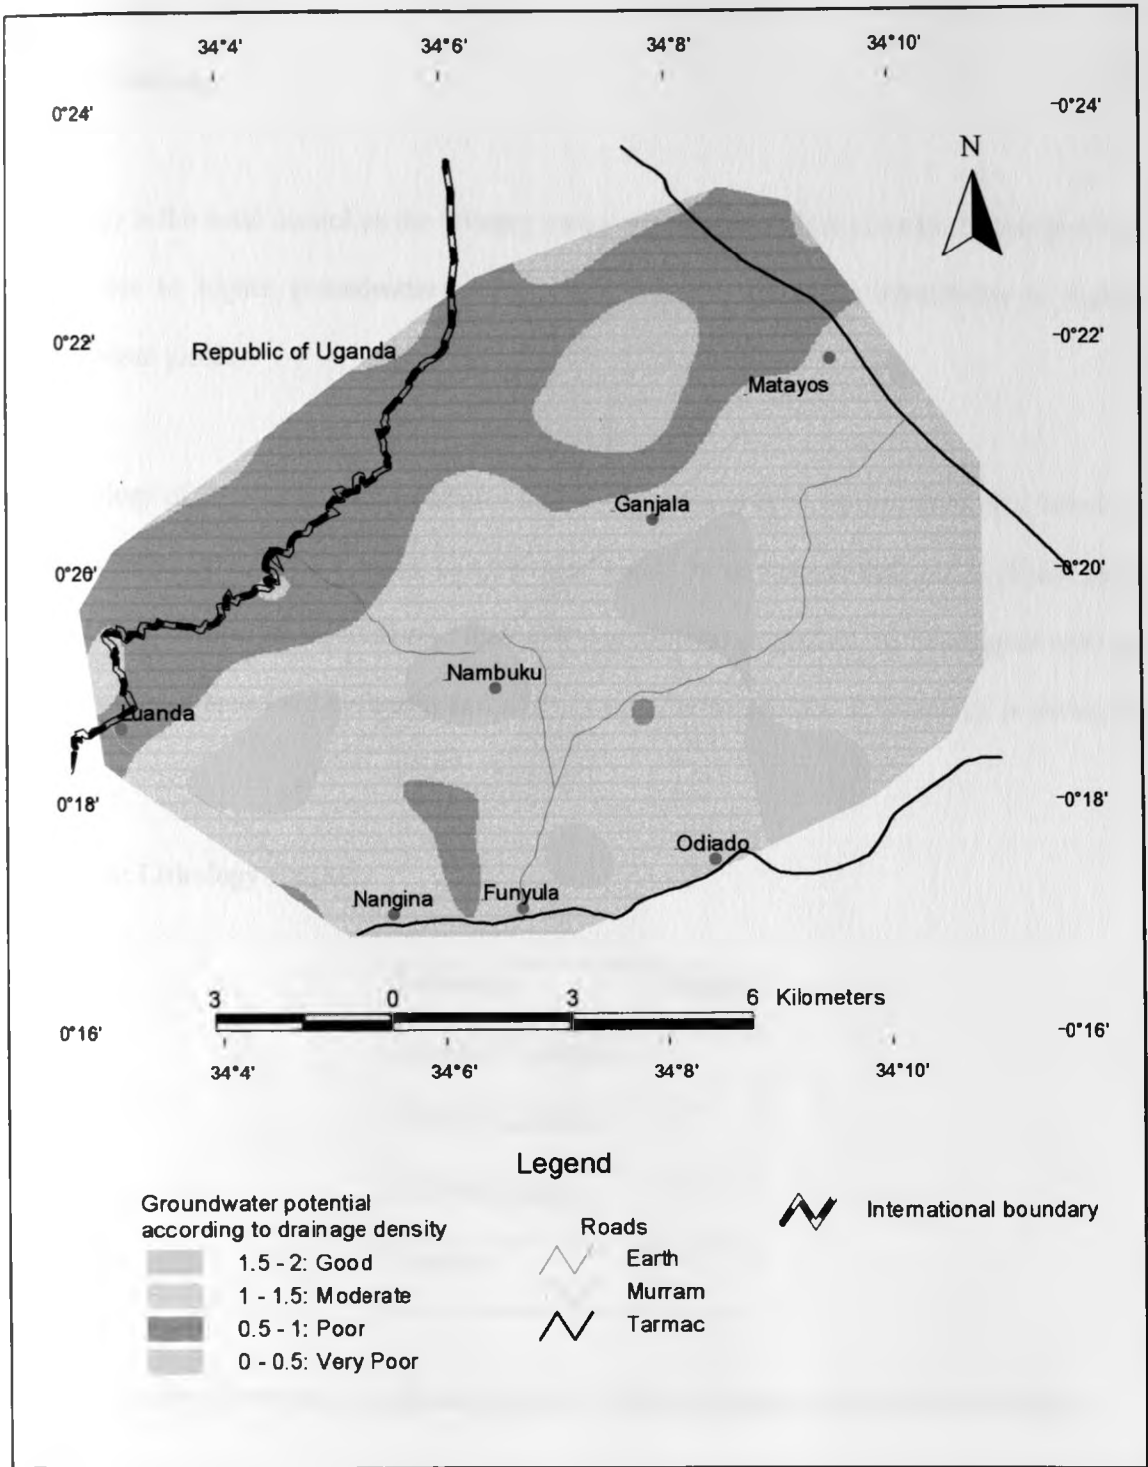 34°4' 34°6' 34°8' 34°10'
0°24' 0°24'
N
0°22' 0°22'
Republic of Uganda
Matayos
Ganjala
0°20' 0°20'
Nambuku
Luanda
0°18' 0°18'
Odiado
Nangina Funyula
3 0 3 6 Kilometers
0°16' 0°16'
34°4' 34°6' 34°8' 34°10'
Legend
Groundwater potential
according to drainage density
1.5 - 2: Good
1 - 1.5: Moderate
0.5 - 1: Poor
0 - 0.5: Very Poor
Roads
Earth
Murram
Tarmac
International boundary